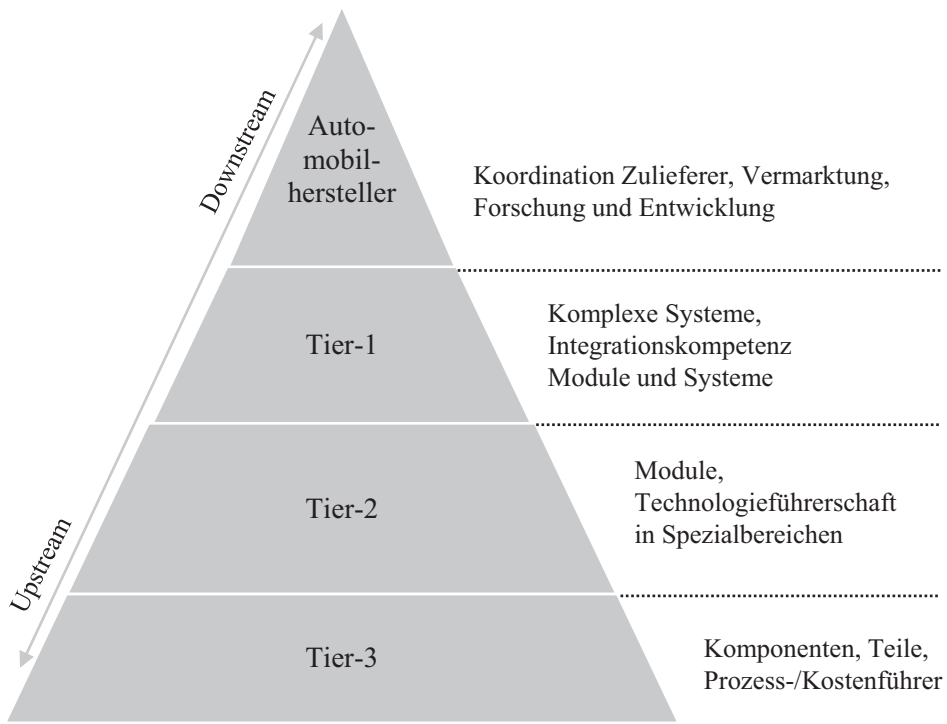 Downstream
Auto-
mobil-
hersteller
Koordination Zulieferer, Vermarktung,
Forschung und Entwicklung
Tier-1
Komplexe Systeme,
Integrationskompetenz
Module und Systeme
Tier-2
Module,
Technologieführerschaft
in Spezialbereichen
Upstream
Tier-3
Komponenten, Teile,
Prozess-/Kostenführer